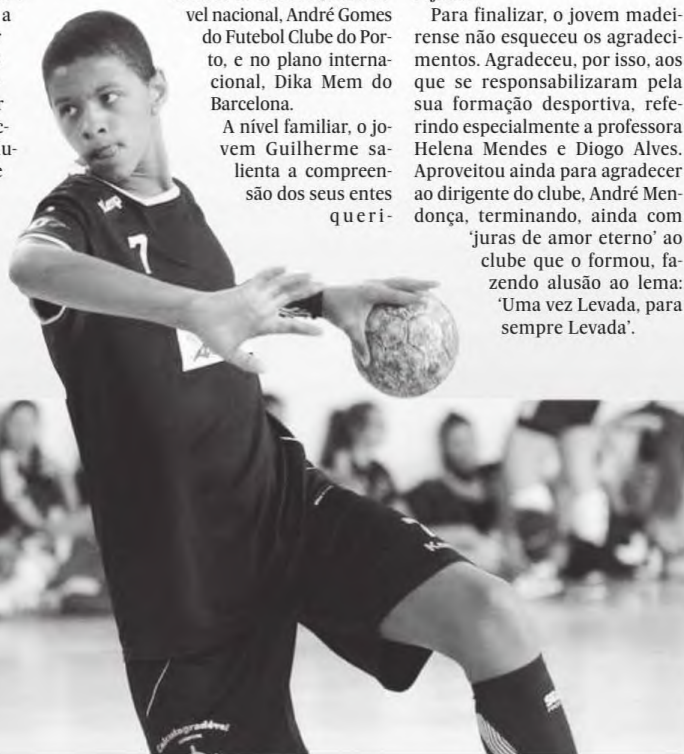 a
r
c-
u-
e
vel nacional, André Gomes
do Futebol Clube do Por-
to, e no plano interna-
cional, Dika Mem do
Barcelona.
A nível familiar, o jo-
vem Guilherme sa-
lienta a compreen-
são dos seus entes
queri-
Para finalizar, o jovem madei-
rense não esqueceu os agradeci-
mentos. Agradeceu, por isso, aos
que se responsabilizaram pela
sua formação desportiva, refe-
rindo especialmente a professora
Helena Mendes e Diogo Alves.
Aproveitou ainda para agradecer
ao dirigente do clube, André Men-
donça, terminando, ainda com
'juras de amor eterno' ao
clube que o formou, fa-
zendo alusão ao lema:
'Uma vez Levada, para
sempre Levada'.
7